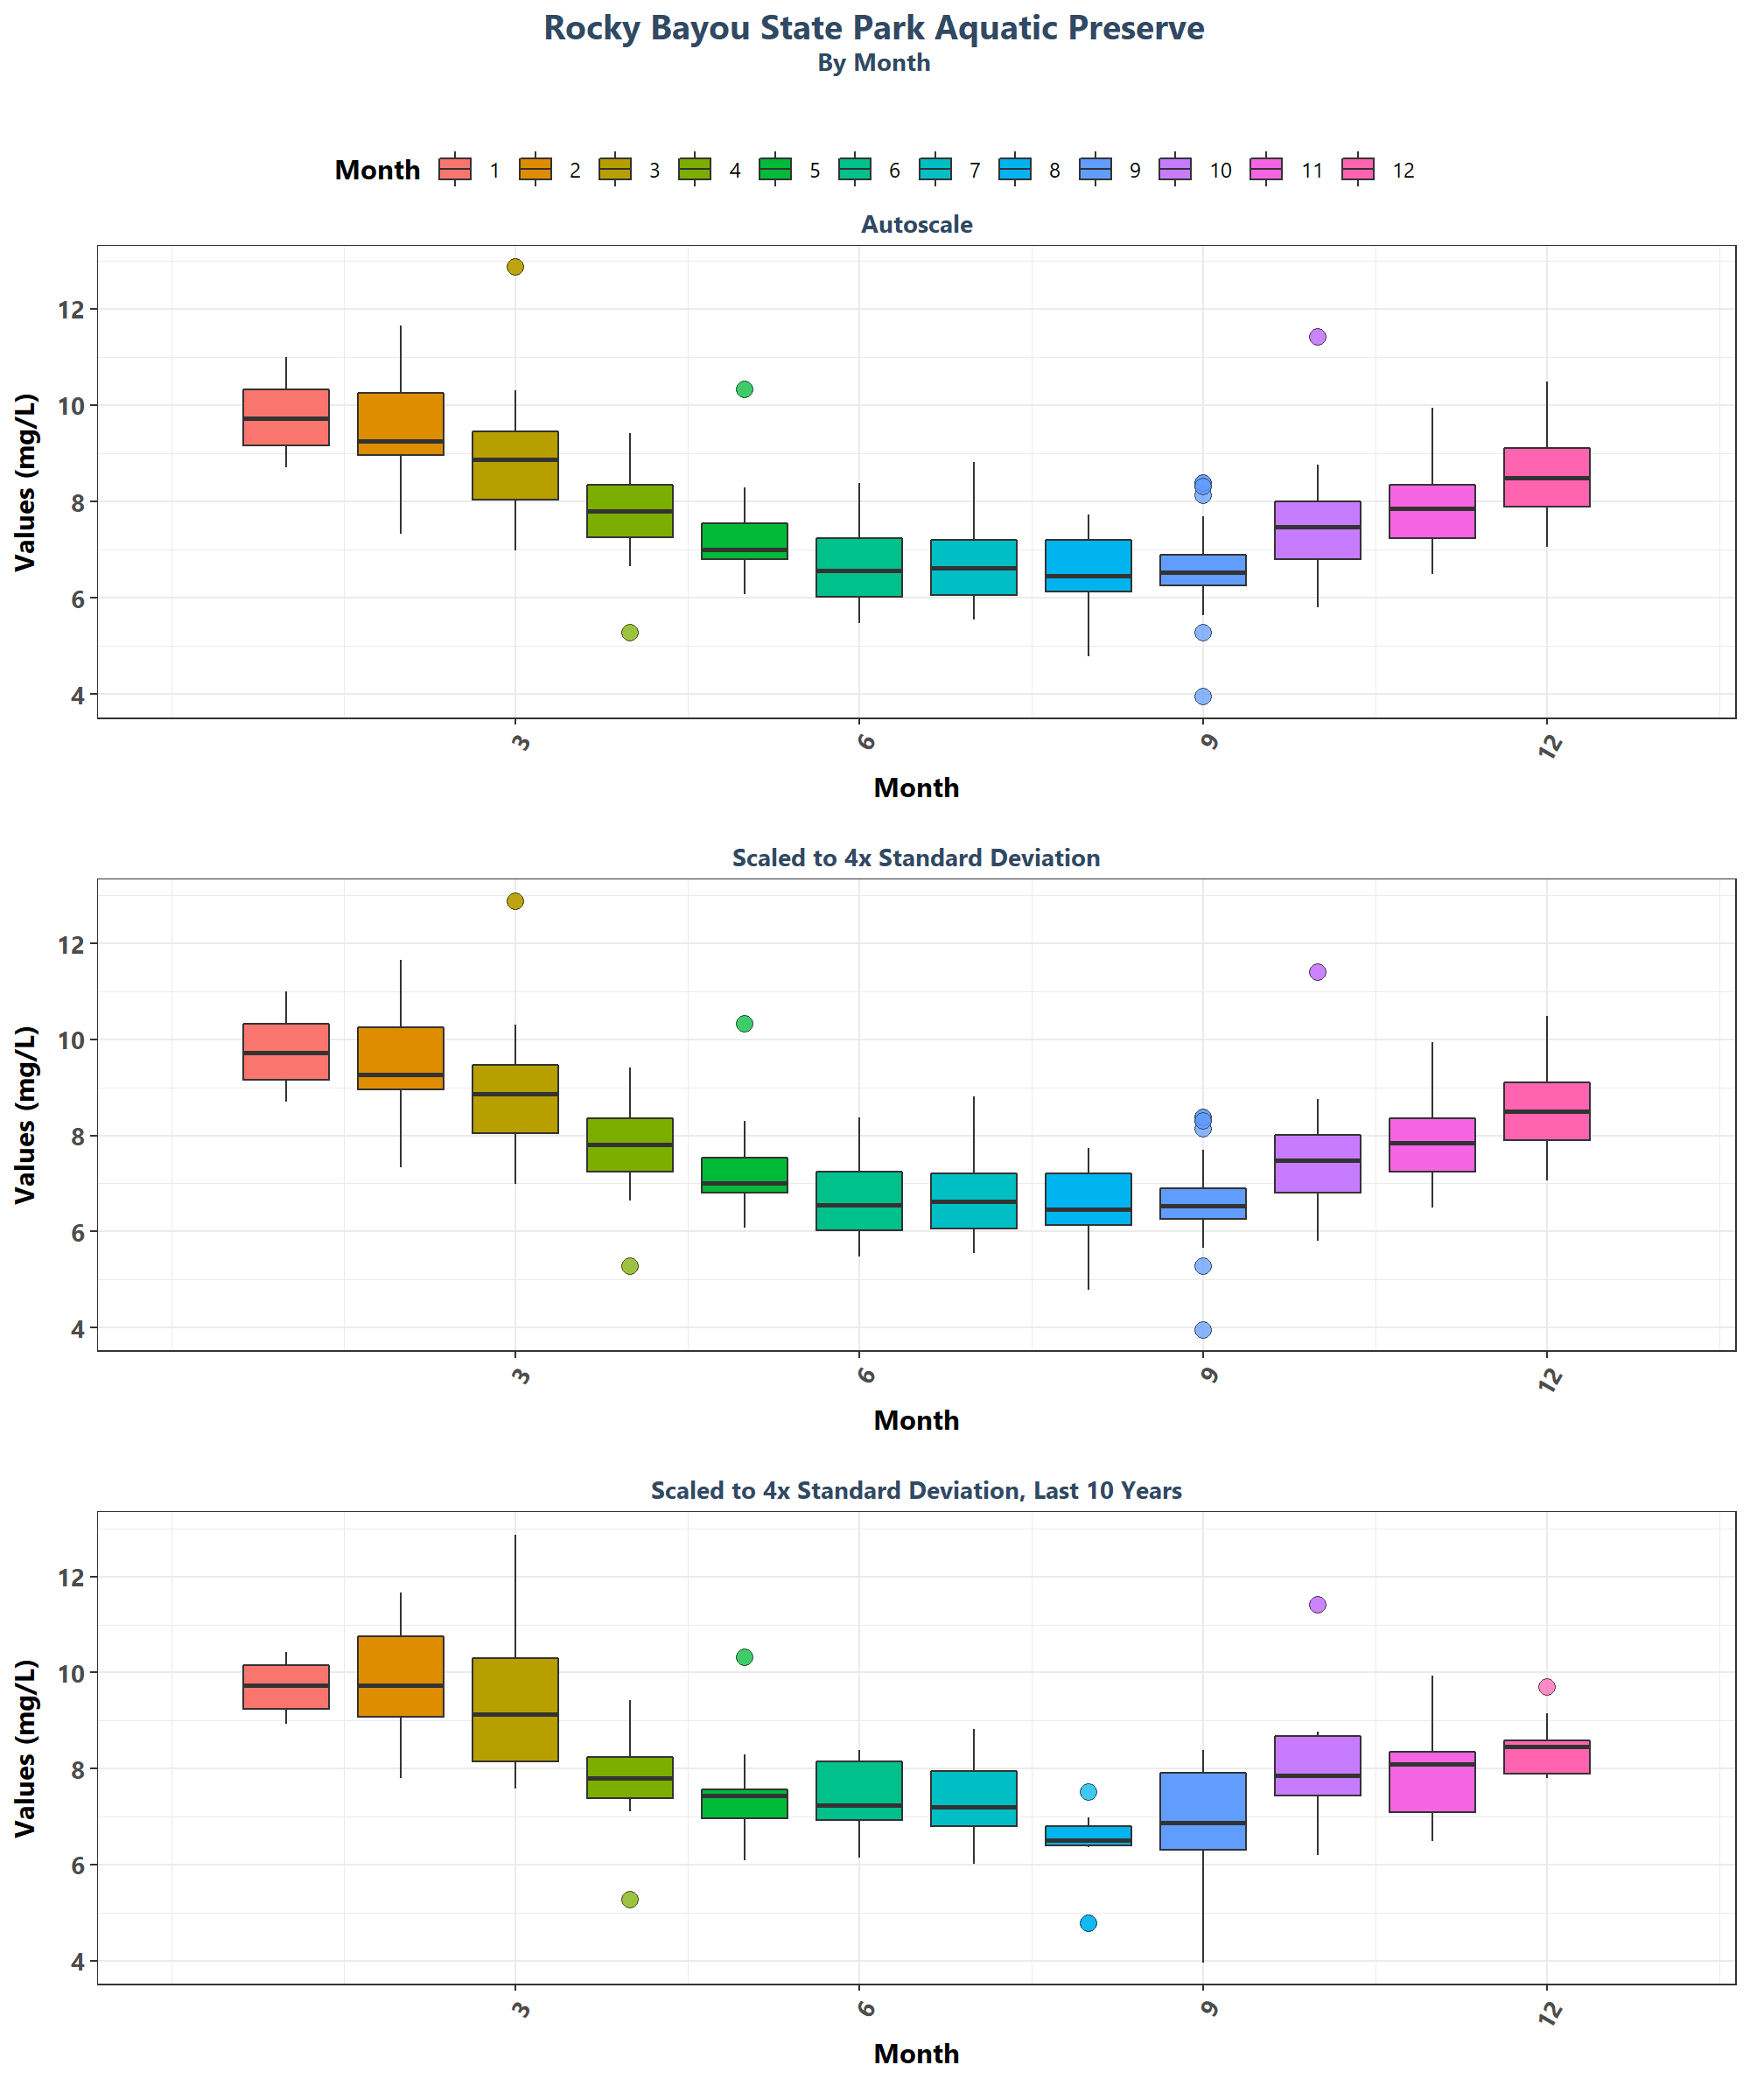 Rocky Bayou State Park Aquatic Preserve
By Month
Month 1 2 3 4 5 6 7 8 9 10 11 12
Autoscale
Values (mg/L)
12
10
8
6
4
3 6 9 12
Month
Scaled to 4x Standard Deviation
Values (mg/L)
12
10
8
6
4
3 6 9 12
Month
Scaled to 4x Standard Deviation, Last 10 Years
Values (mg/L)
12
10
8
6
4
3 6 9 12
Month